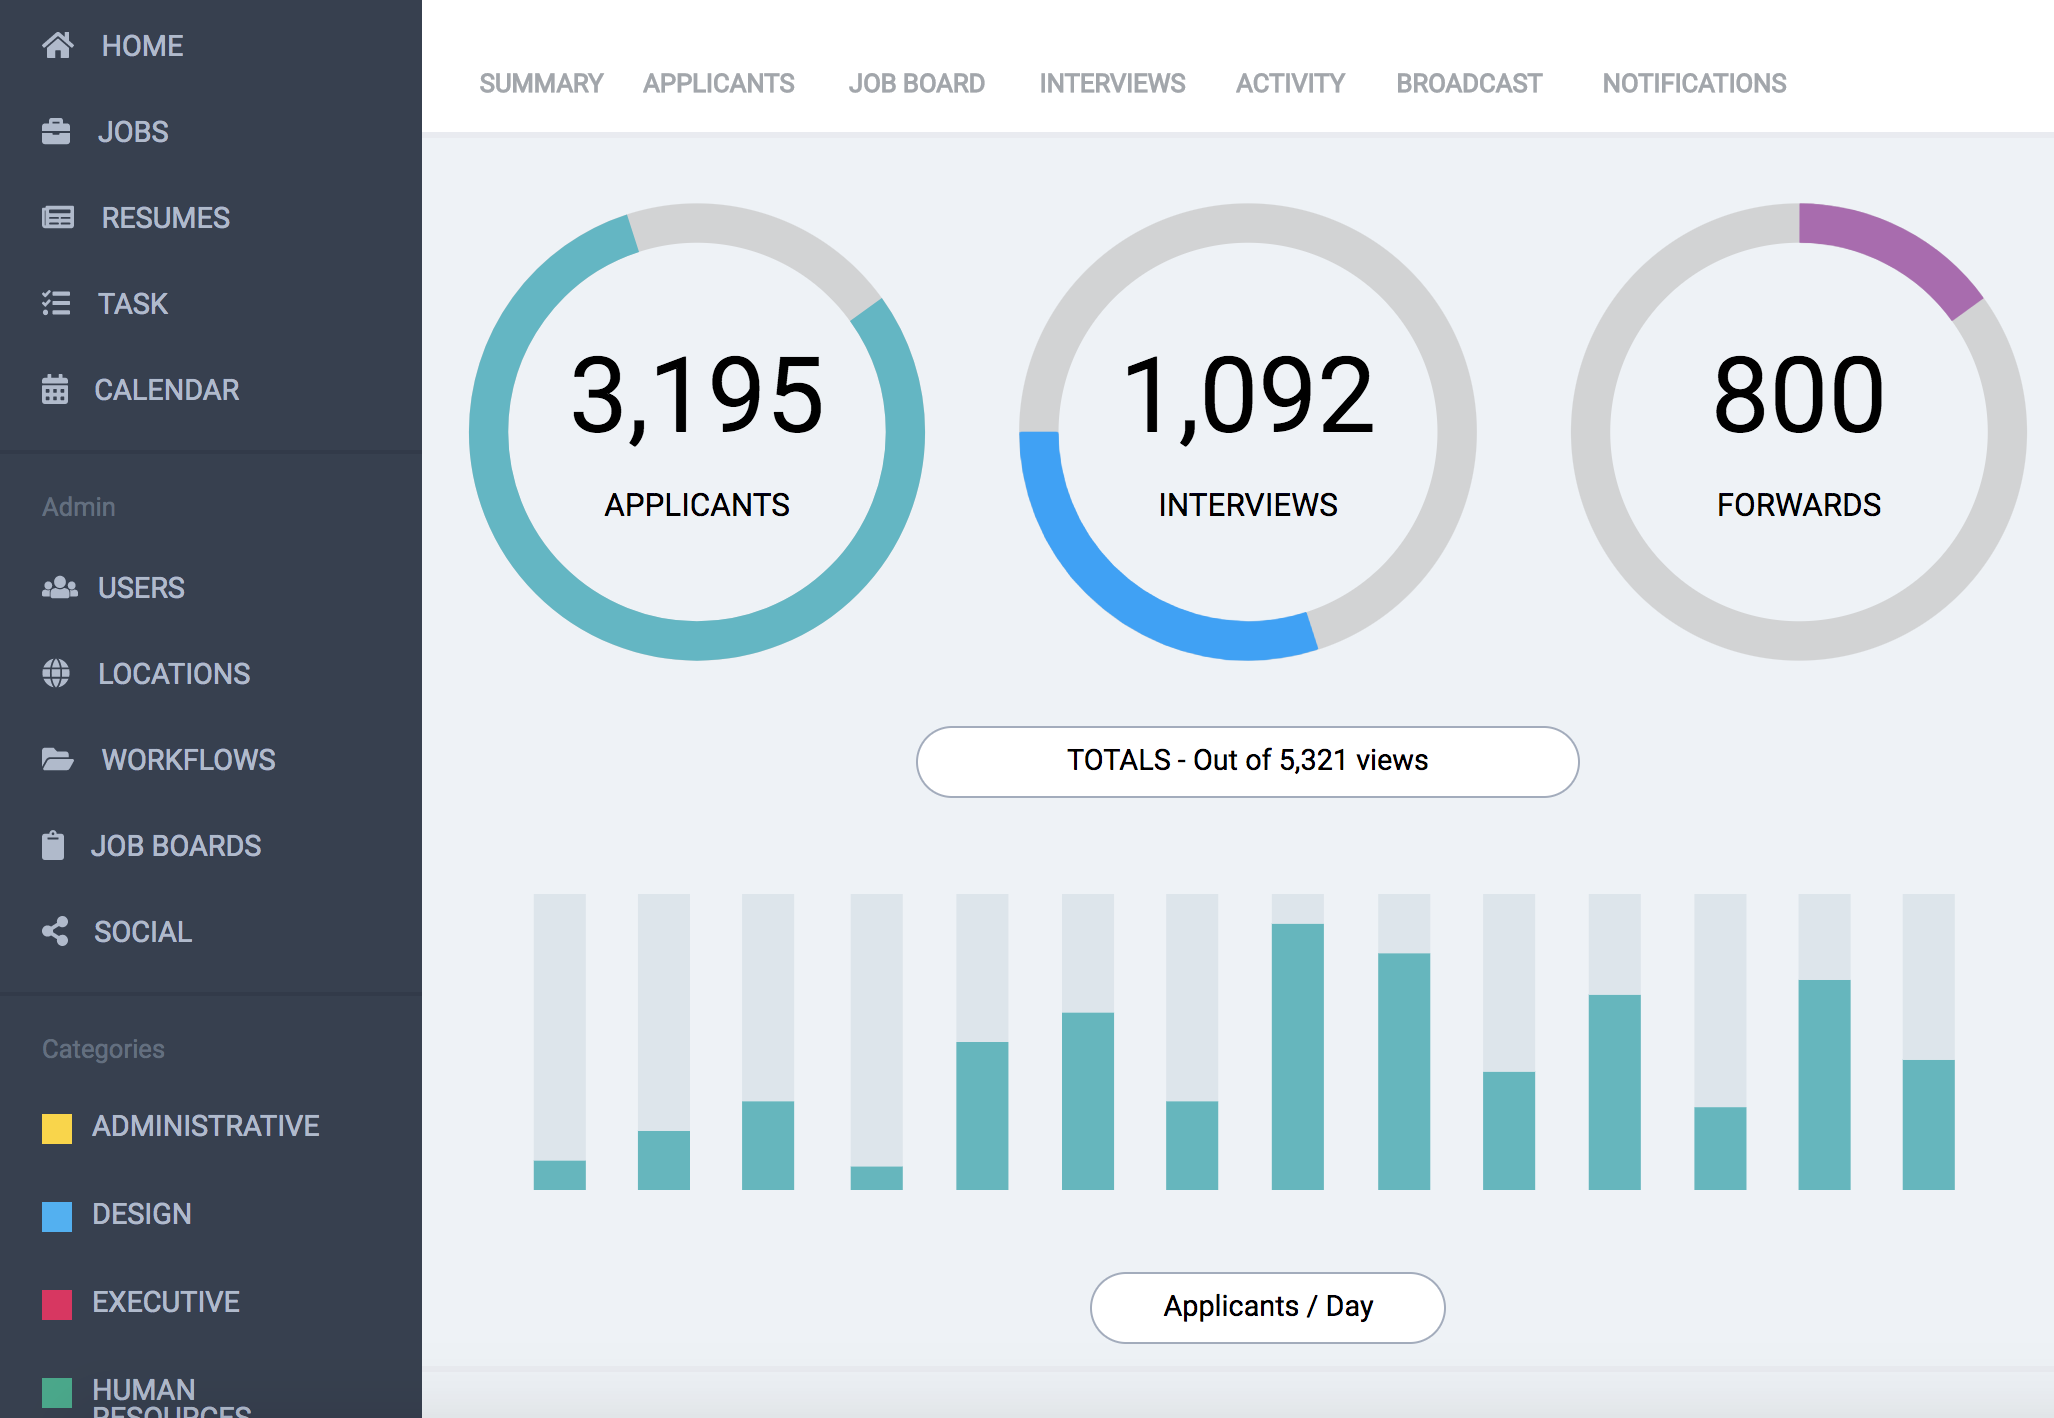 HOME
JOBS
RESUMES
TASK
CALENDAR
Admin
USERS
LOCATIONS
WORKFLOWS
JOB BOARDS
SOCIAL
Categories
ADMINISTRATIVE
DESIGN
EXECUTIVE
HUMAN
RESOURCES
SUMMARY APPLICANTS JOB BOARD INTERVIEWS ACTIVITY BROADCAST NOTIFICATIONS
3,195
APPLICANTS
1,092
INTERVIEWS
800
FORWARDS
TOTALS - Out of 5,321 views
Applicants / Day